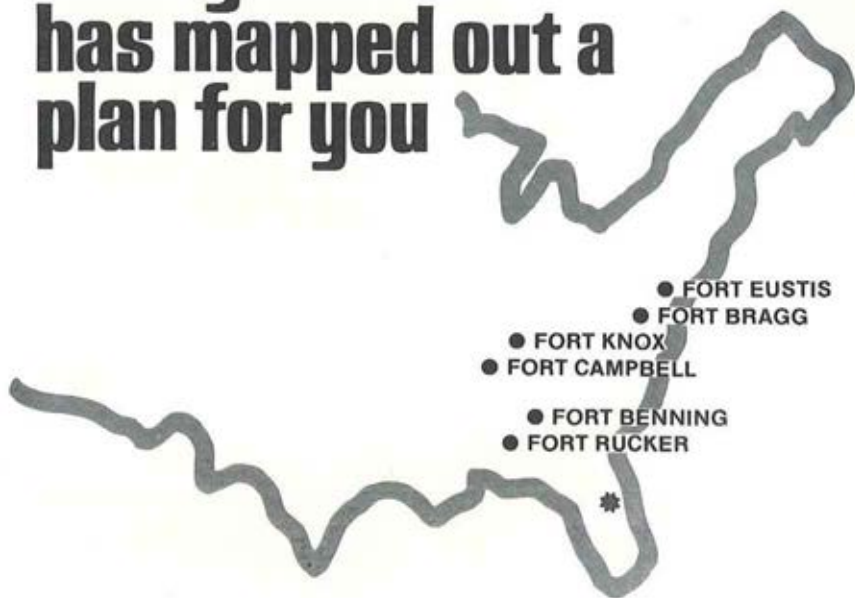 has mapped out a
plan for you
FORT EUSTIS
FORT BRAGG
FORT KNOX
FORT CAMPBELL
FORT BENNING
FORT RUCKER